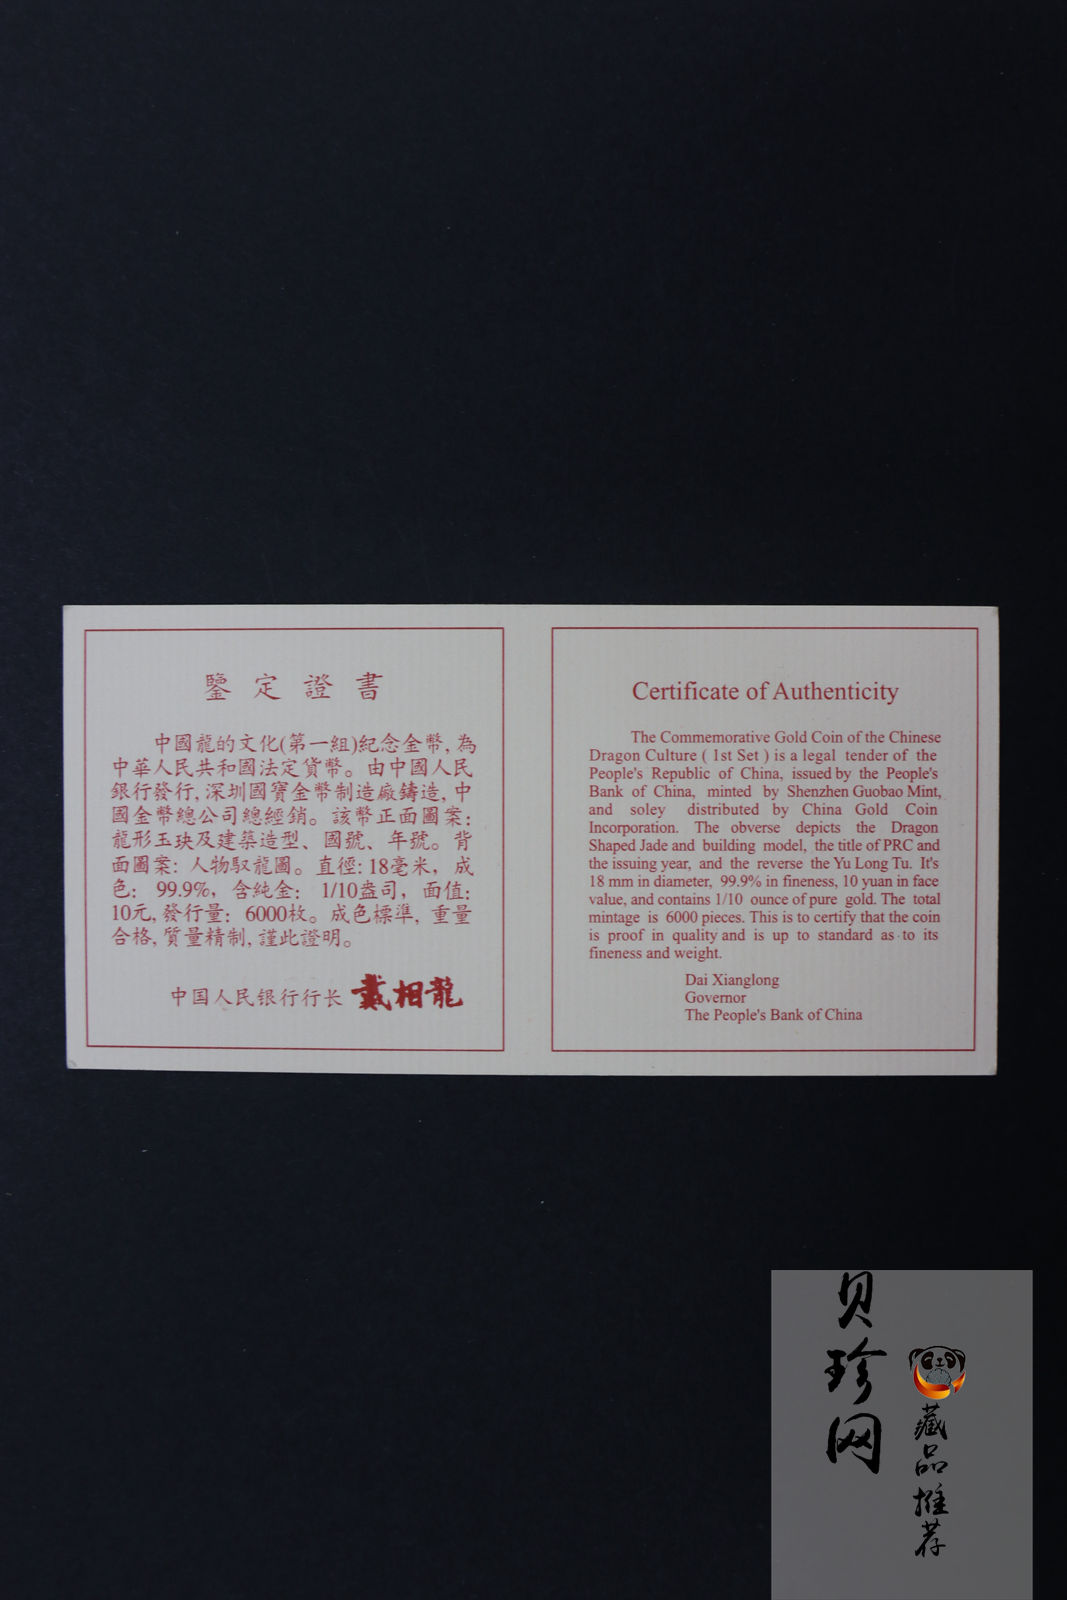 鑒定證書
中國龍的文化(第一組)紀念金幣,為
中華人民共和國法定貨幣。由中國人民
銀行發行,深圳國寶金幣制造廠鑄造,中
國金幣總公司總經銷。該幣正面圖案:
龍形玉玦及建築造型、國號、年號。背
面圖案:人物馭龍圖。直徑:18毫米,成
色:99.9%,含純金:1/10盎司,面值:
10元,發行量:6000枚。成色標準,重量
合格,質量精制,謹此證明。
中国人民银行行长 戴相龍
Certificate of Authenticity
The Commemorative Gold Coin of the Chinese
Dragon Culture ( 1st Set ) is a legal tender of the
People's Republic of China, issued by the People's
Bank of China, minted by Shenzhen Guobao Mint,
and soley distributed by China Gold Coin
Incorporation. The obverse depicts the Dragon
Shaped Jade and building model, the title of PRC and
the issuing year, and the reverse the Yu Long Tu. It's
18 mm in diameter, 99.9% in fineness, 10 yuan in face
value, and contains 1/10 ounce of pure gold. The total
mintage is 6000 pieces. This is to certify that the coin
is proof in quality and is up to standard as to its
fineness and weight.
Dai Xianglong
Governor
The People's Bank of China
贝珍网
藏品推荐